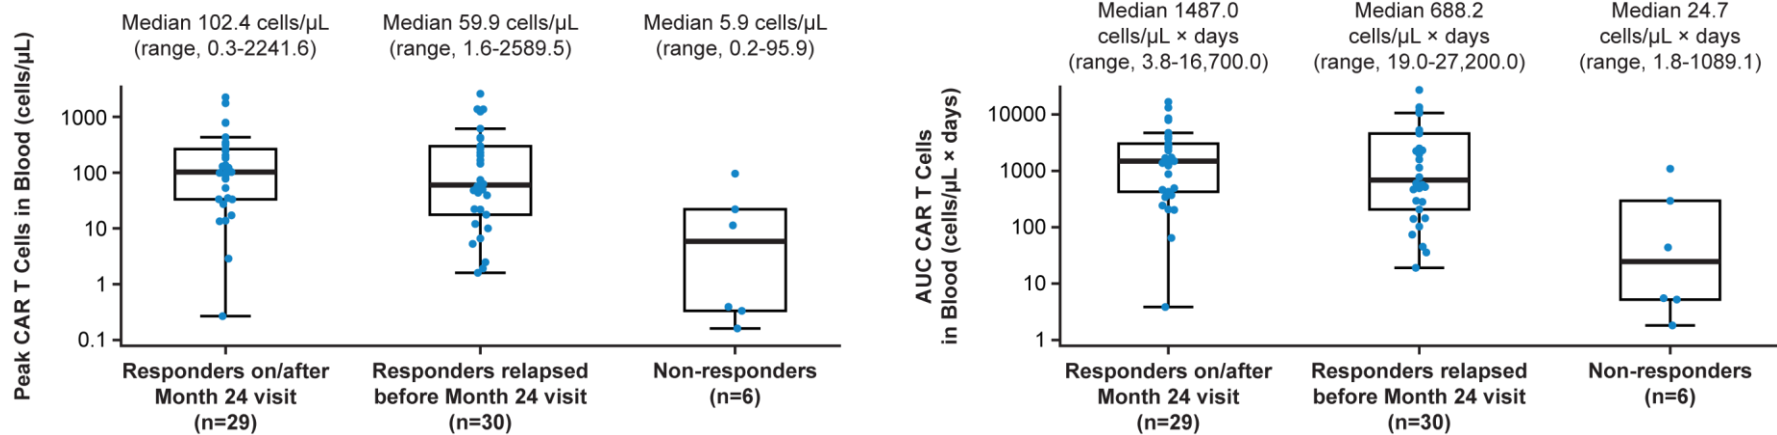 Peak CAR T Cells in Blood (cells/µL)
Median 102.4 cells/µL
(range, 0.3-2241.6)
Median 59.9 cells/µL
(range, 1.6-2589.5)
Median 5.9 cells/µL
(range, 0.2-95.9)
1000
100
10
1
0.1
Responders on/after
Month 24 visit
(n=29)
Responders relapsed
before Month 24 visit
(n=30)
Non-responders
(n=6)
AUC CAR T Cells
in Blood (cells/µL × days)
Median 1487.0
cells/µL × days
(range, 3.8-16,700.0)
Median 688.2
cells/µL × days
(range, 19.0-27,200.0)
Median 24.7
cells/µL × days
(range, 1.8-1089.1)
10000
1000
100
10
1
Responders on/after
Month 24 visit
(n=29)
Responders relapsed
before Month 24 visit
(n=30)
Non-responders
(n=6)